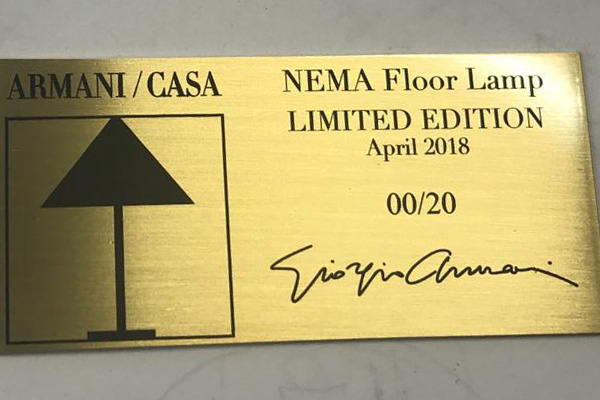 ARMANI / CASA
NEMA Floor Lamp
LIMITED EDITION
April 2018
00/20
Giorgio Armani